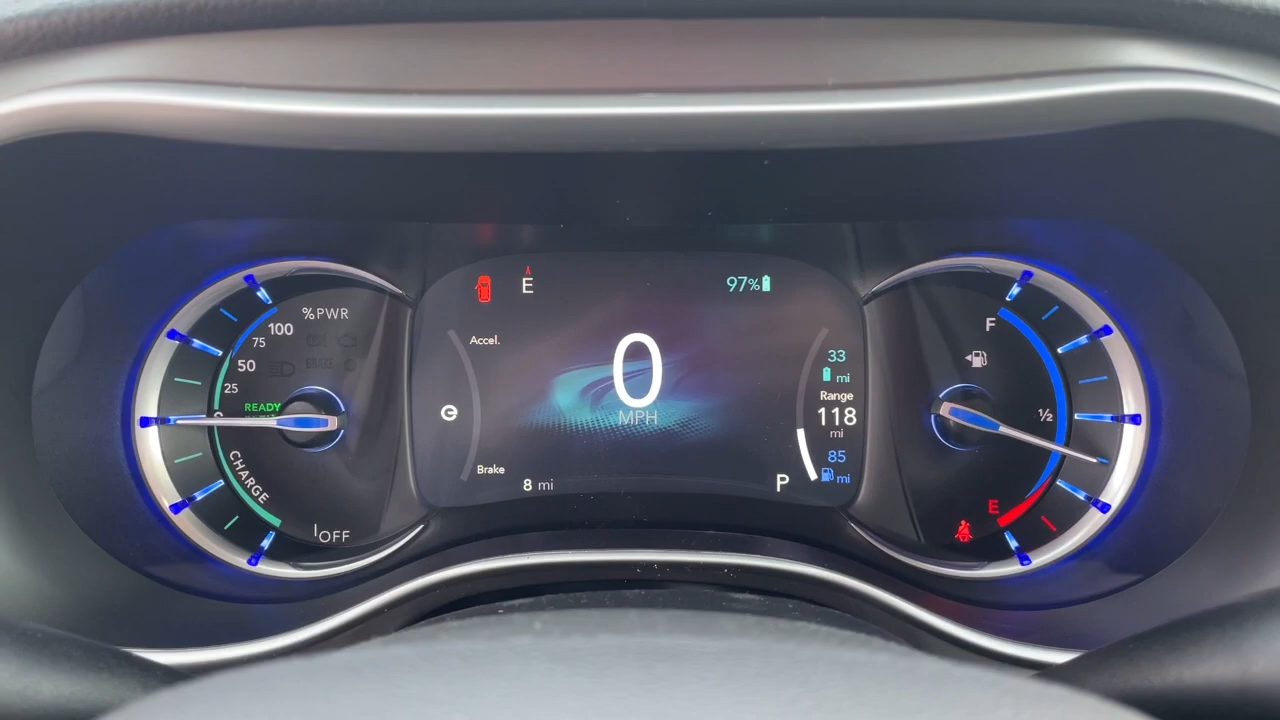 %PWR
100
75
50
25
0
READY
CHARGE
OFF
E
97%
Accel.
0
MPH
Brake
8 mi
P
33
mi
Range
118
mi
85
mi
F
1/2
E